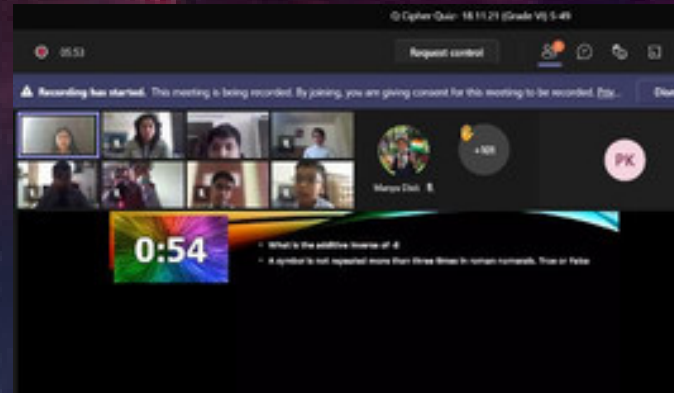 Q Cipher Quiz- 18.11.21 (Grade VI) S-49
05:53
Request control
Recording has started. This meeting is being recorded. By joining, you are giving consent for this meeting to be recorded. Priv...
+101
PK
0:54
What is the additive inverse of
A symbol is not repeated more than three times in roman numerals. True or False